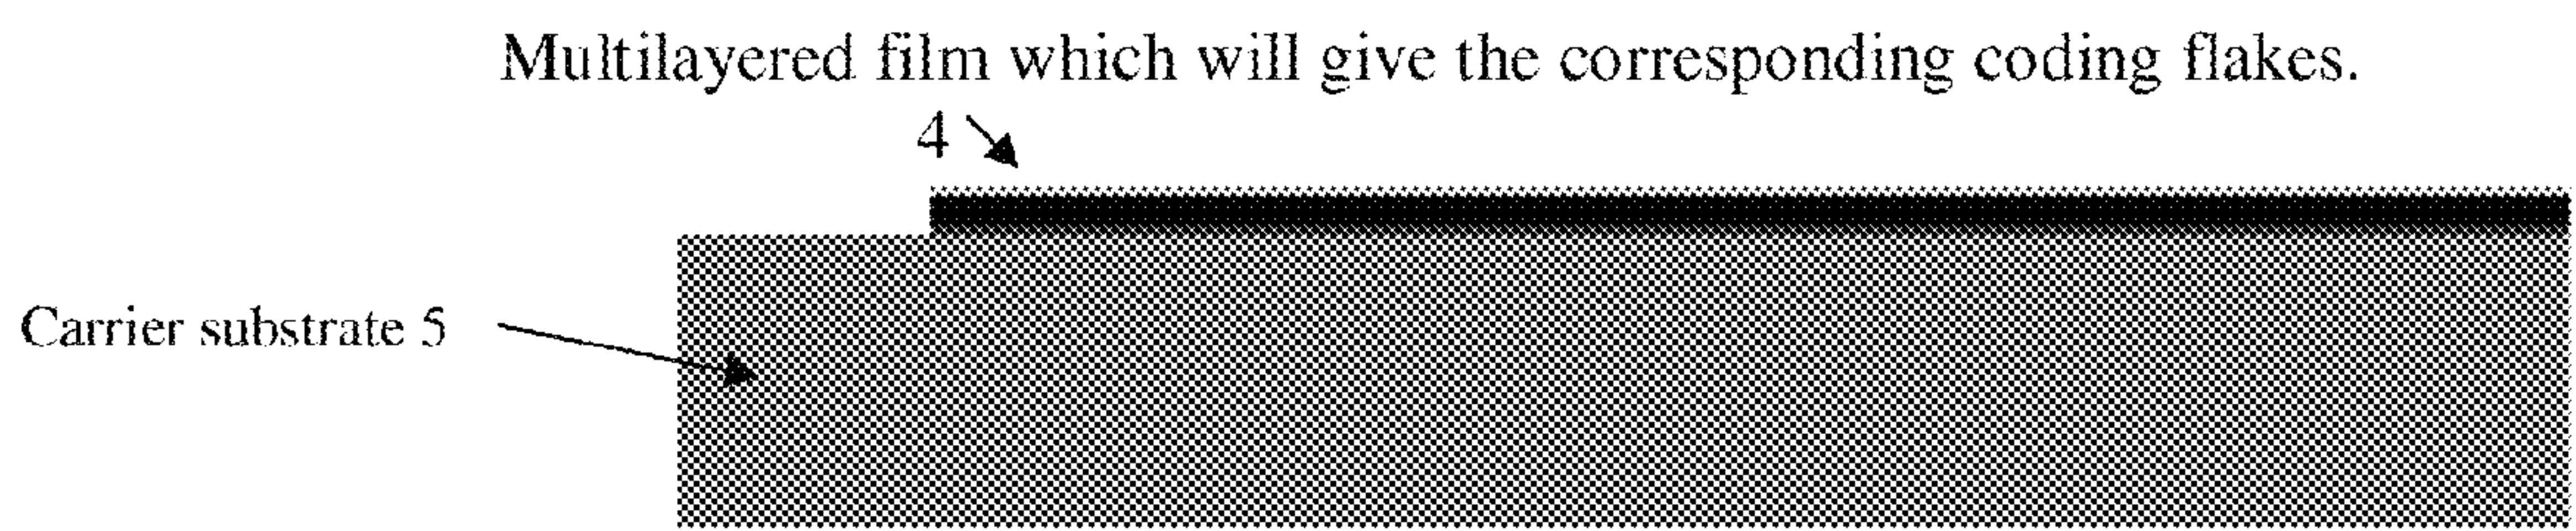 Multilayered film which will give the corresponding coding flakes.
4
Carrier substrate 5